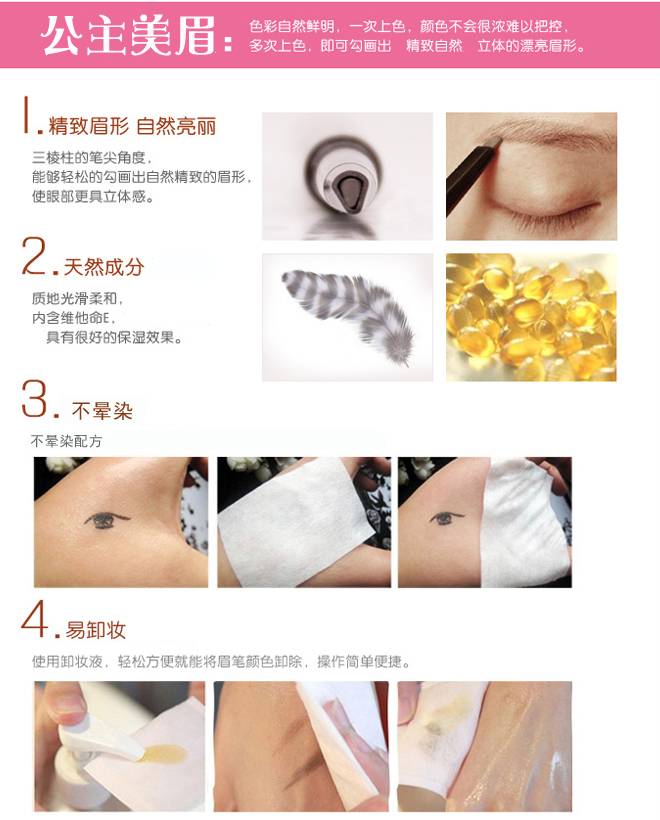 公主美眉：
色彩自然鲜明，一次上色，颜色不会很浓难以把控，
多次上色，即可勾画出 精致自然 立体的漂亮眉形。
1.精致眉形 自然亮丽
三棱柱的笔尖角度，
能够轻松的勾画出自然精致的眉形，
使眼部更具立体感。
2.天然成分
质地光滑柔和，
内含维他命E，
具有很好的保湿效果。
3.不晕染
不晕染配方
4.易卸妆
使用卸妆液，轻松方便就能将眉笔颜色卸除，操作简单便捷。